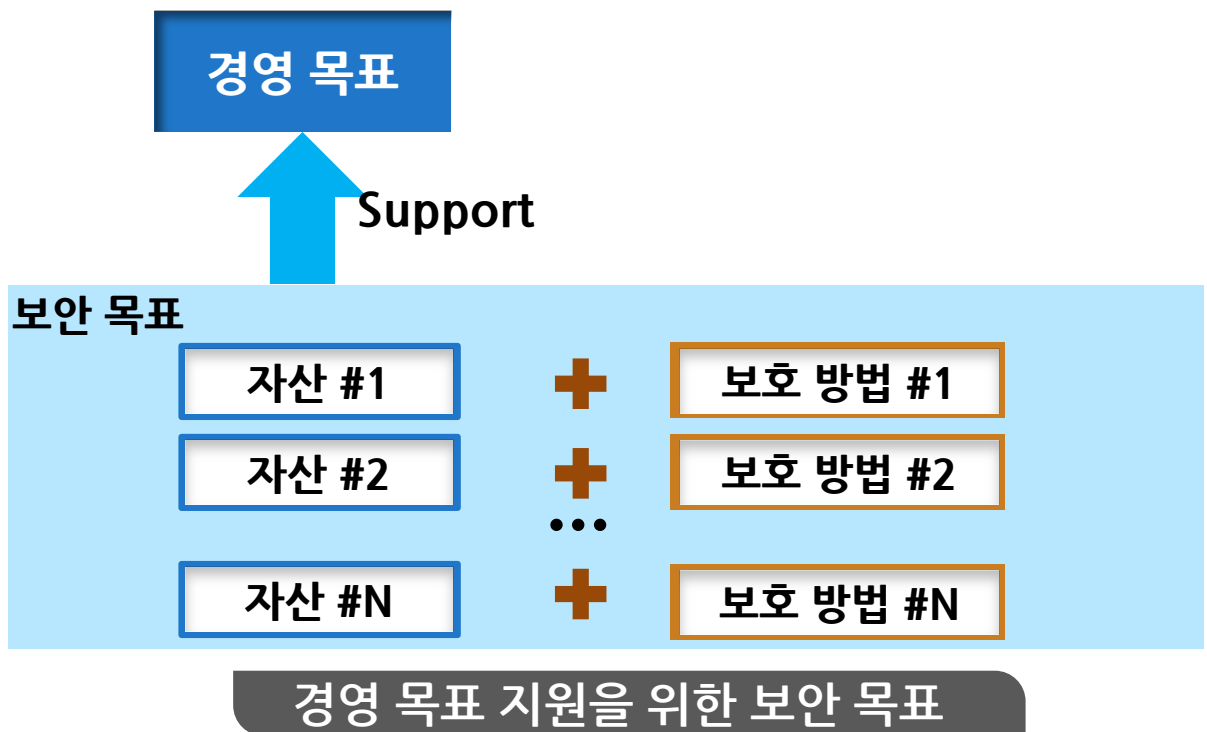 경영 목표
Support
보안 목표
자산 #1
보호 방법 #1
자산 #2
보호 방법 #2
...
자산 #N
보호 방법 #N
경영 목표 지원을 위한 보안 목표